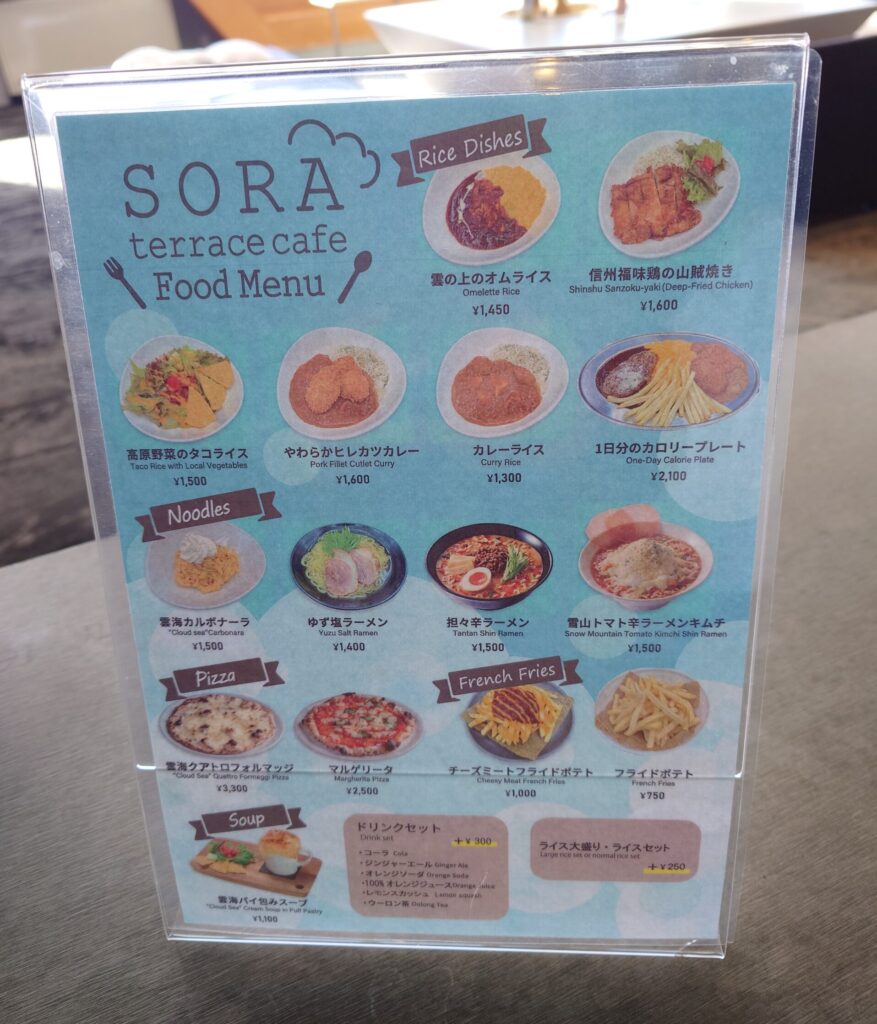 SORA
terrace cafe
Food Menu
Rice Dishes
雲の上のオムライス
Omelette Rice
¥1,450
信州福味鶏の山賊焼き
Shinshu Sanzoku-yaki(Deep-Fried Chicken)
¥1,600
高原野菜のタコライス
Taco Rice with Local Vegetables
¥1,500
やわらかヒレカツカレー
Pork Fillet Cutlet Curry
¥1,600
カレーライス
Curry Rice
¥1,300
1日分のカロリープレート
One-Day Calorie Plate
¥2,100
Noodles
雲海カルボナーラ
"Cloud sea"Carbonara
¥1,500
ゆず塩ラーメン
Yuzu Salt Ramen
¥1,400
担々辛ラーメン
Tantan Shin Ramen
¥1,500
雪山トマト辛ラーメンキムチ
Snow Mountain Tomato Kimchi Shin Ramen
¥1,500
Pizza
雲海クアトロフォルマッジ
"Cloud Sea" Quattro Formeggi Pizza
¥3,300
マルゲリータ
Margherita Pizza
¥2,500
French Fries
チーズミートフライドポテト
Cheesy Meat French Fries
¥1,000
フライドポテト
French Fries
¥750
Soup
雲海パイ包みスープ
"Cloud Sea" Cream Soup in Puff Pastry
¥1,100
ドリンクセット
Drink set
+¥300
・コーラ Cola
・ジンジャーエール Ginger Ale
・オレンジソーダ Orange Soda
・100% オレンジジュース Orange Juice
・レモンスカッシュ Lemon squash
・ウーロン茶 Oolong Tea
ライス大盛り・ライスセット
Large rice set or normal rice set
+¥250